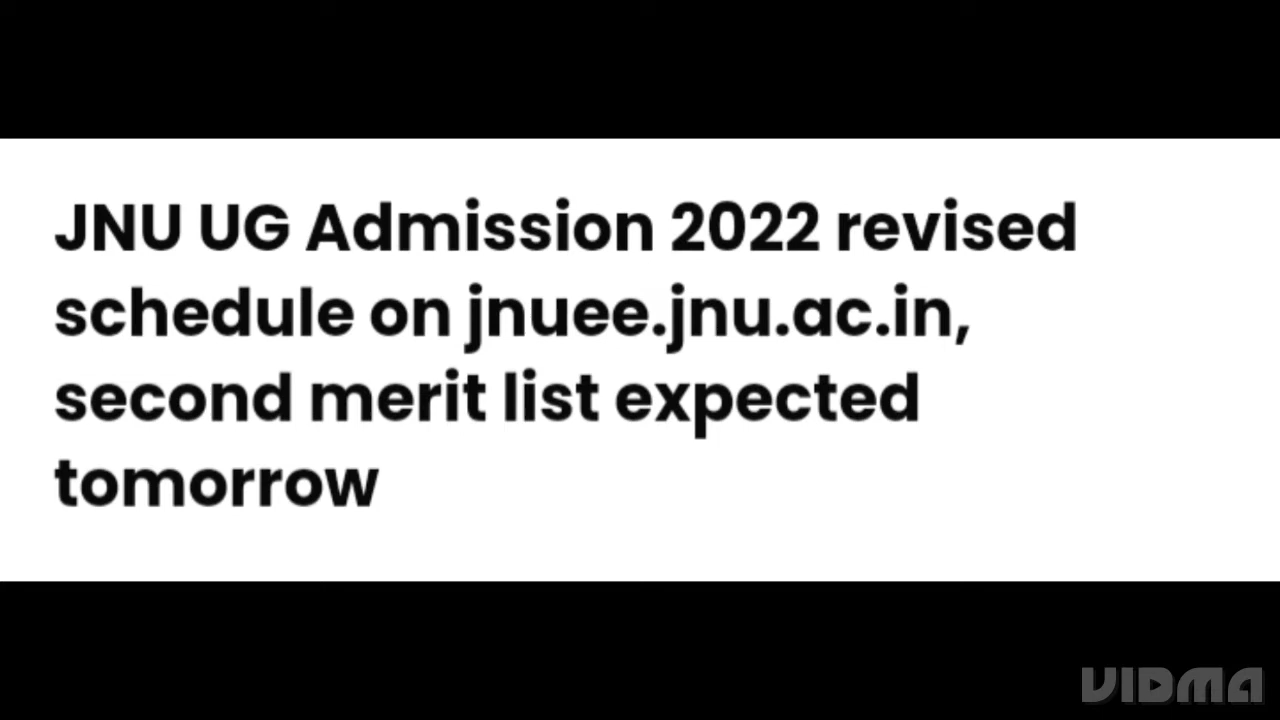 JNU UG Admission 2022 revised
schedule on jnuee.jnu.ac.in,
second merit list expected
tomorrow
VIDMA